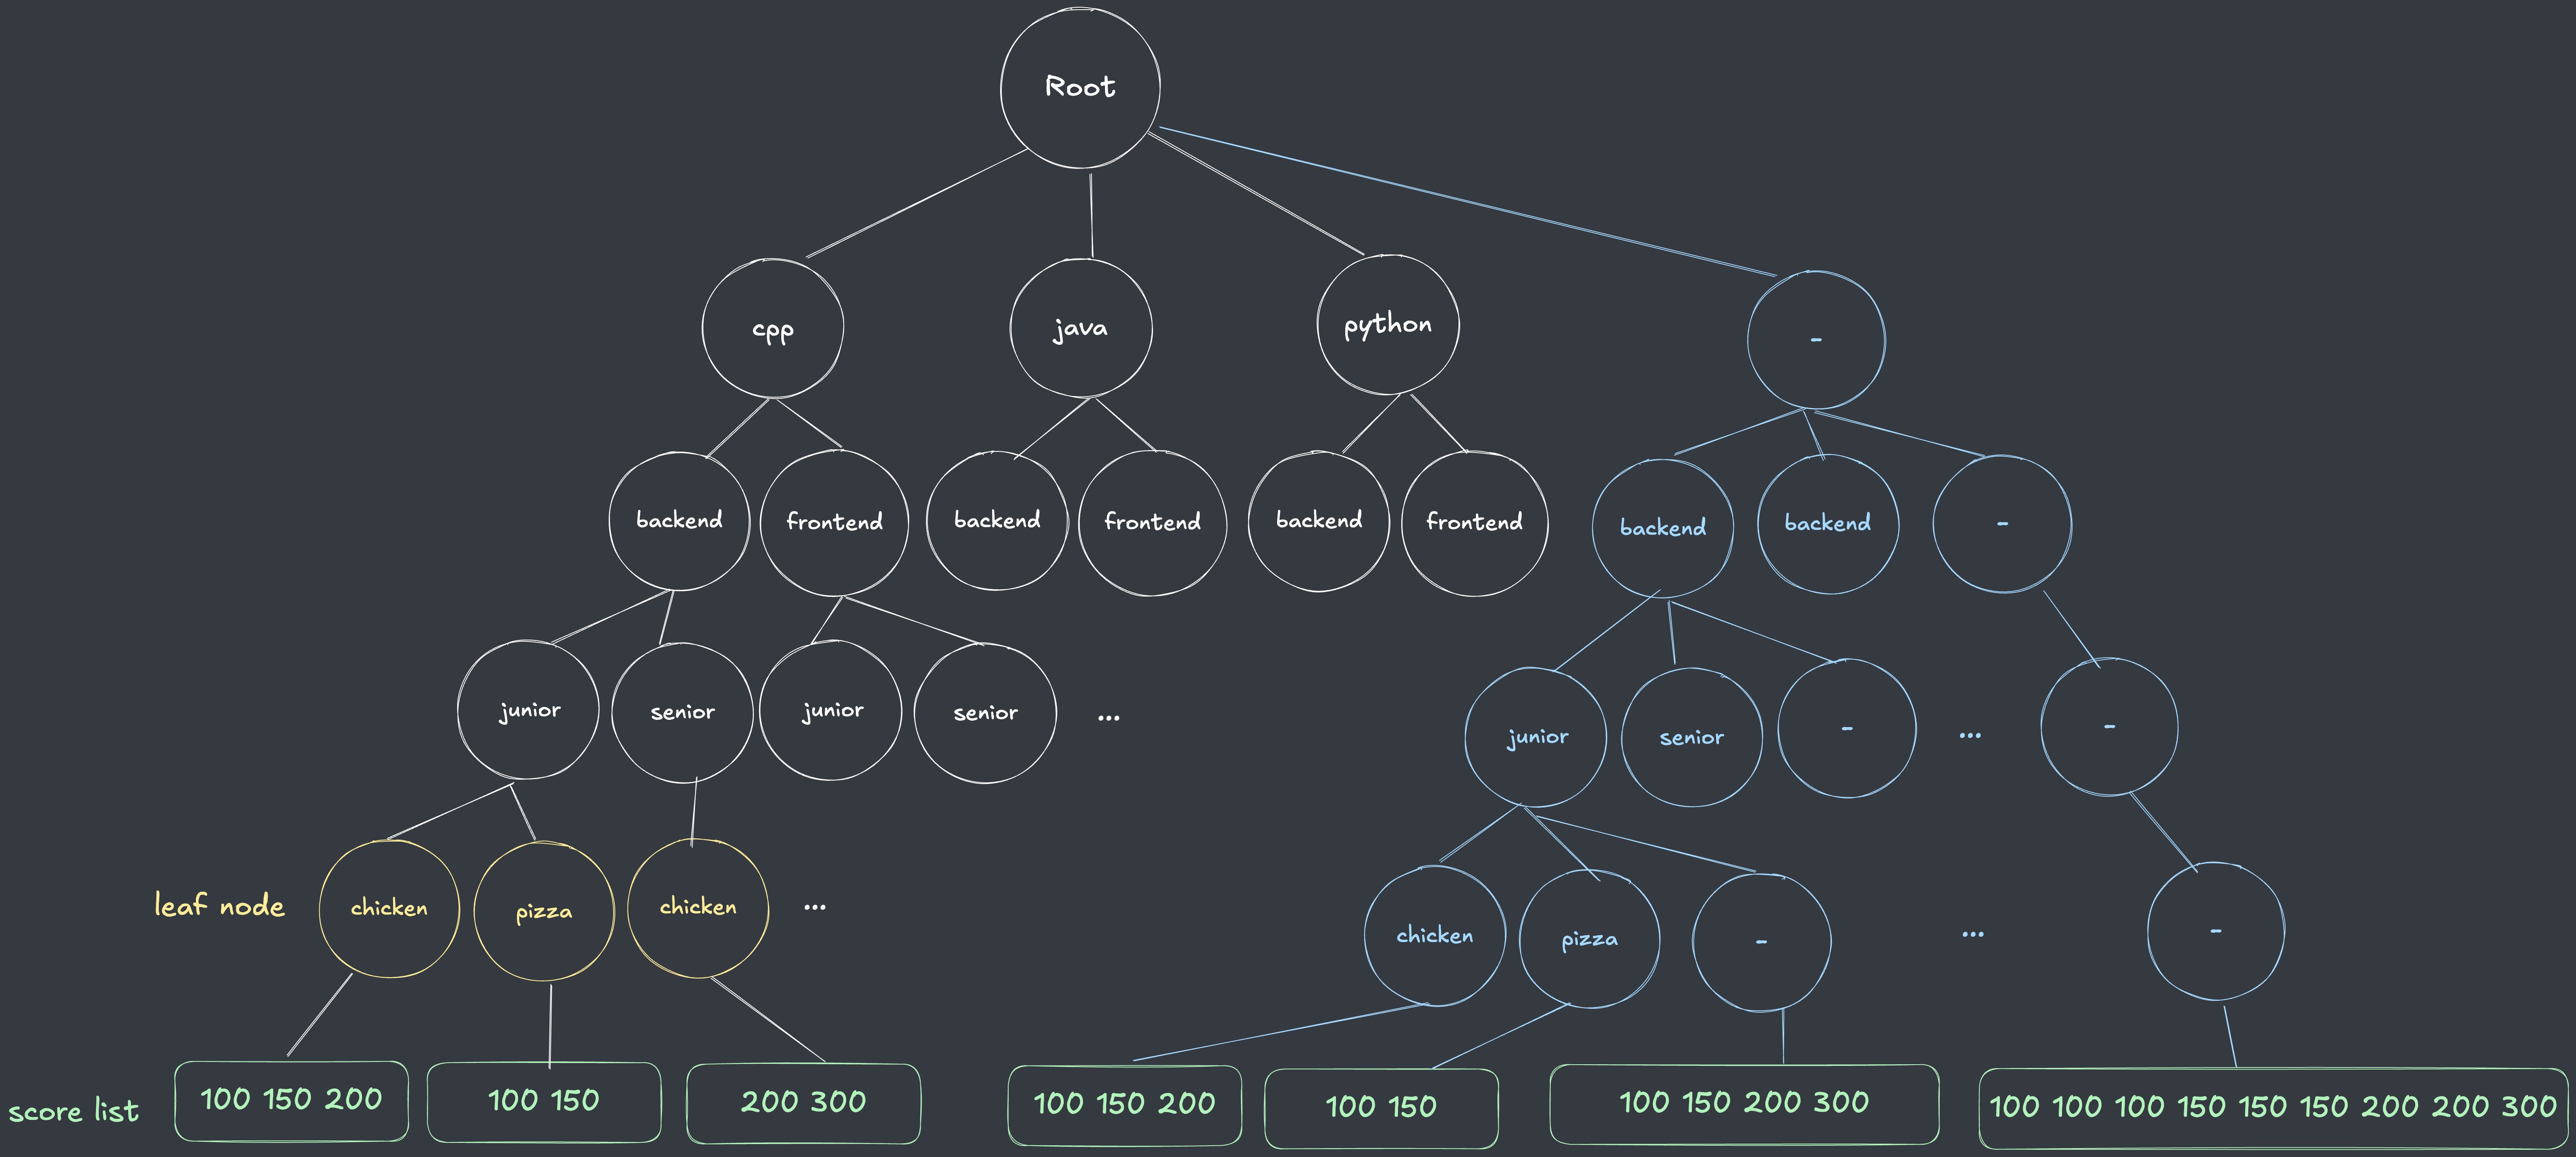 Root
cpp
java
python
-
backend
frontend
backend
frontend
backend
frontend
backend
backend
-
junior
senior
junior
senior
...
junior
senior
-
...
-
leaf node
chicken
pizza
chicken
...
chicken
pizza
-
...
-
score list
100 150 200
100 150
200 300
100 150 200
100 150
100 150 200 300
100 100 100 150 150 150 200 200 300